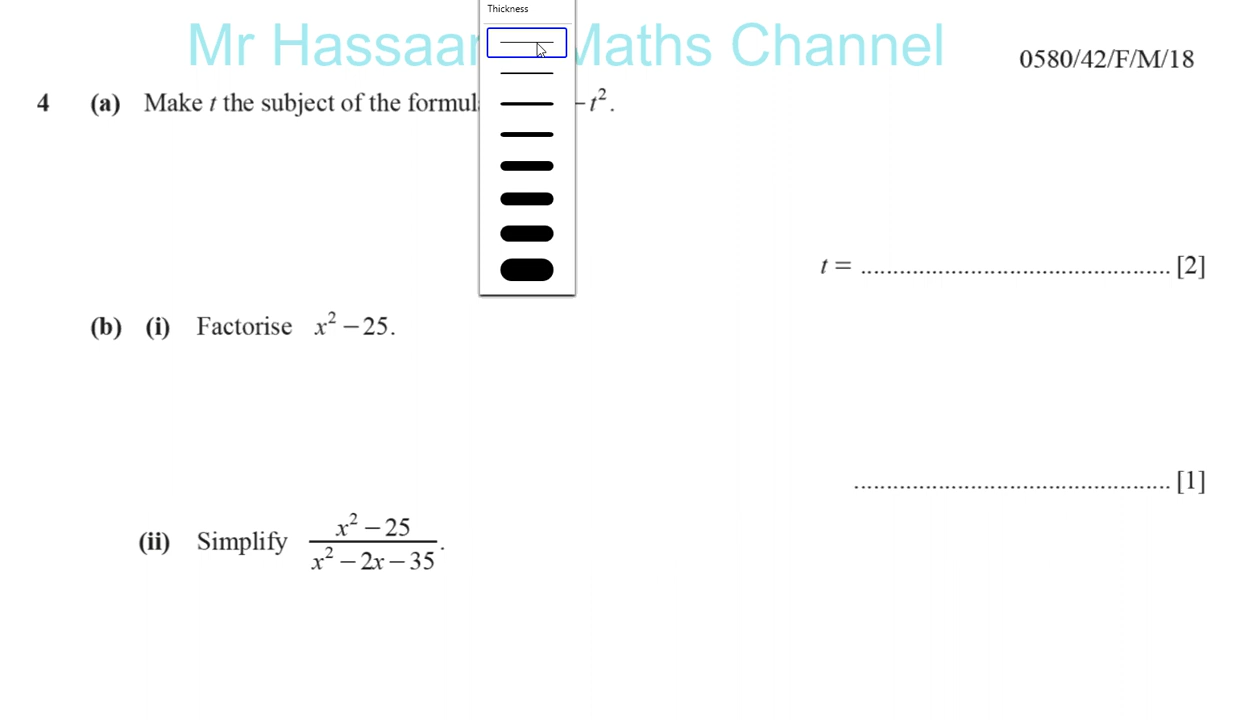 Thickness
Mr Hassaan Maths Channel
0580/42/F/M/18
4 (a) Make t the subject of the formul – t².
t = ................................................ [2]
(b) (i) Factorise x² – 25.
................................................. [1]
(ii) Simplify
x² – 25
x² – 2x – 35 .